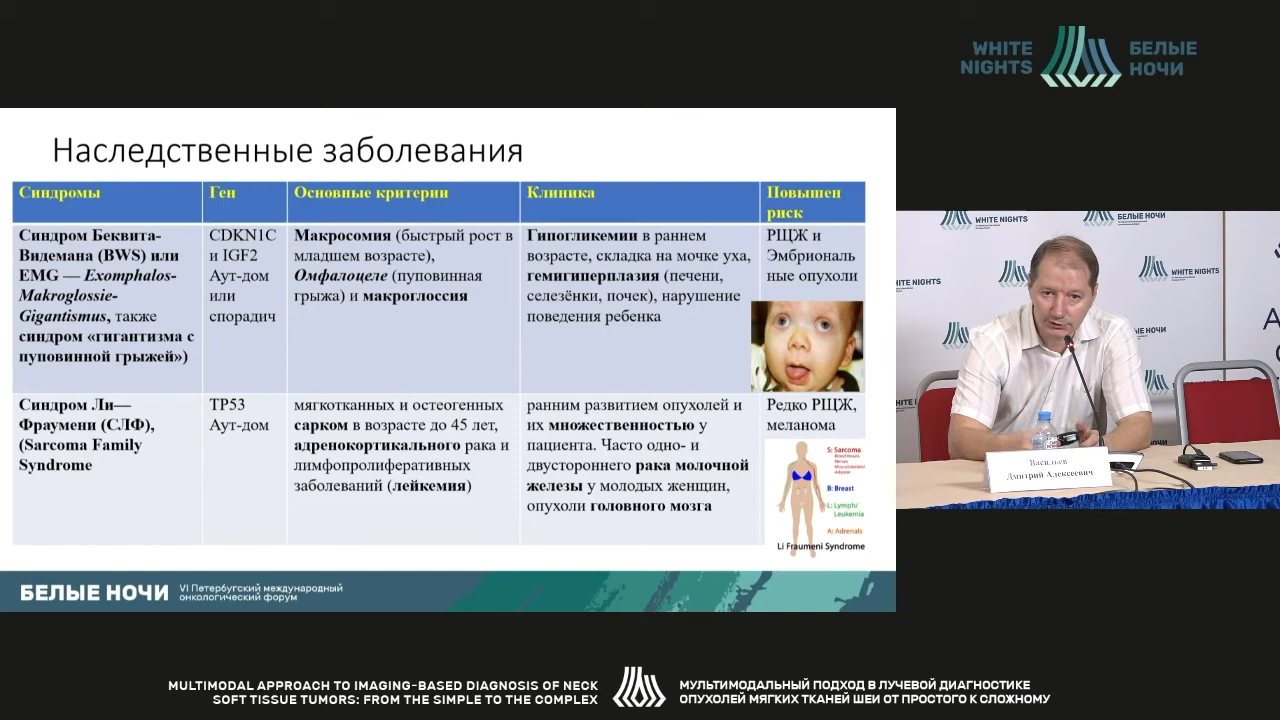 WHITE
NIGHTS
БЕЛЫЕ
НОЧИ
Наследственные заболевания
Синдромы
Ген
Основные критерии
Клиника
Повышен
риск
Синдром Беквита-
Видемана (BWS) или
EMG — Exomphalos-
Makroglossie-
Gigantismus, также
синдром «гигантизма с
пуповинной грыжей»)
CDKN1C
и IGF2
Аут-дом
или
спорадич
Макросомия (быстрый рост в
младшем возрасте),
Омфалоцеле (пуповинная
грыжа) и макроглоссия
Гипогликемии в раннем
возрасте, складка на мочке уха,
гемигиперплазия (печени,
селезёнки, почек), нарушение
поведения ребенка
РЩЖ и
Эмбриональ
ные опухоли
Синдром Ли—
Фраумени (СЛФ),
(Sarcoma Family
Syndrome
TP53
Аут-дом
мягкотканных и остеогенных
сарком в возрасте до 45 лет,
адренокортикального рака и
лимфопролиферативных
заболеваний (лейкемия)
ранним развитием опухолей и
их множественностью у
пациента. Часто одно- и
двустороннего рака молочной
железы у молодых женщин,
опухоли головного мозга
Редко РЩЖ,
меланома
S: Sarcoma
B: Breast
L: Lymph/
Leukemia
A: Adrenals
Li Fraumeni Syndrome
БЕЛЫЕ НОЧИ
VI Петербугский международный
онкологический форум
WHITE NIGHTS
БЕЛЫЕ НОЧИ
WHITE NIGHTS
Васильев
Дмитрий Алексеевич
MULTIMODAL APPROACH TO IMAGING-BASED DIAGNOSIS OF NECK
SOFT TISSUE TUMORS: FROM THE SIMPLE TO THE COMPLEX
МУЛЬТИМОДАЛЬНЫЙ ПОДХОД В ЛУЧЕВОЙ ДИАГНОСТИКЕ
ОПУХОЛЕЙ МЯГКИХ ТКАНЕЙ ШЕИ ОТ ПРОСТОГО К СЛОЖНОМУ